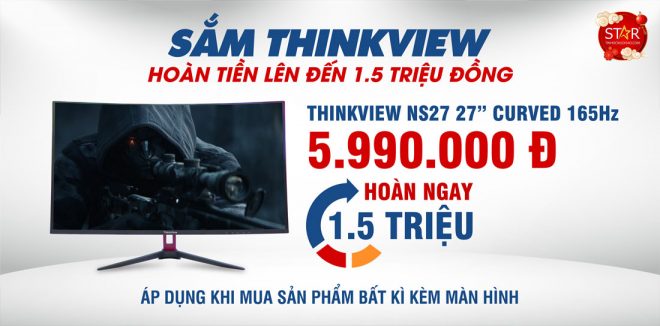 SẮM THINKVIEW
HOÀN TIỀN LÊN ĐẾN 1.5 TRIỆU ĐỒNG
STAR
THINKVIEW NS27 27” CURVED 165Hz
5.990.000 Đ
HOÀN NGAY
1.5 TRIỆU
ÁP DỤNG KHI MUA SẢN PHẨM BẤT KÌ KÈM MÀN HÌNH